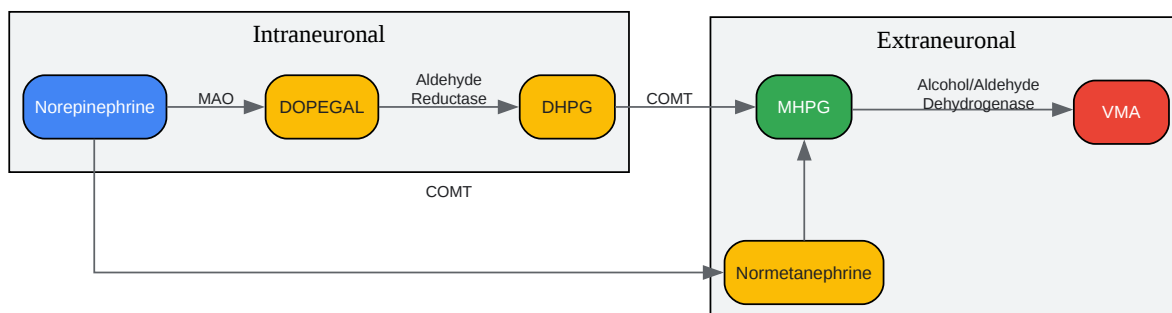 Intraneuronal
Extraneuronal
Norepinephrine
MAO
DOPEGAL
Aldehyde
Reductase
DHPG
COMT
MHPG
Alcohol/Aldehyde
Dehydrogenase
VMA
COMT
Normetanephrine